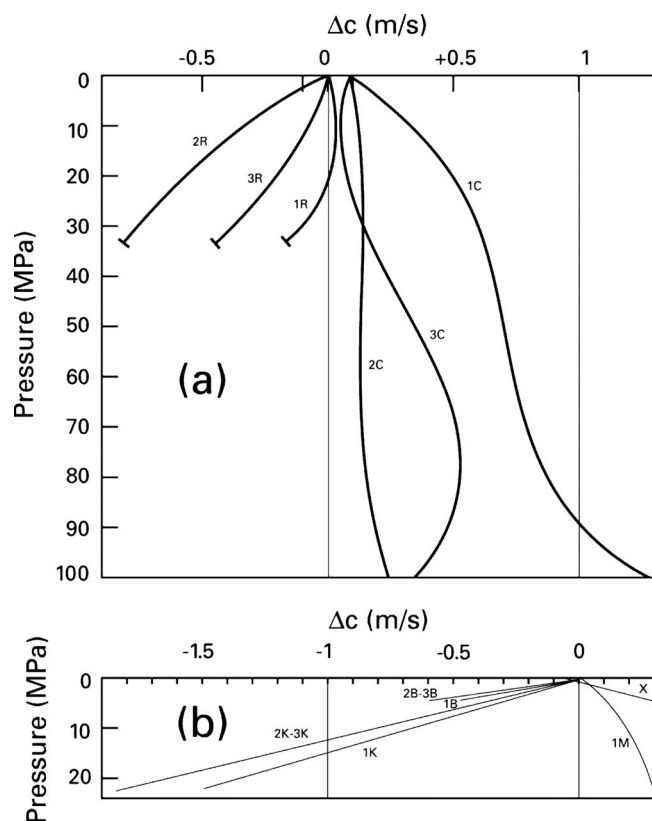 Δc (m/s)
-0.5 0 +0.5 1
0
10
20
30
40
50
60
70
80
90
100
Pressure (MPa)
2R
3R
1R
1C
3C
2C
(a)
Δc (m/s)
-1.5 -1 -0.5 0
0
10
20
Pressure (MPa)
2B-3B
1B
X
2K-3K
1K
1M
(b)